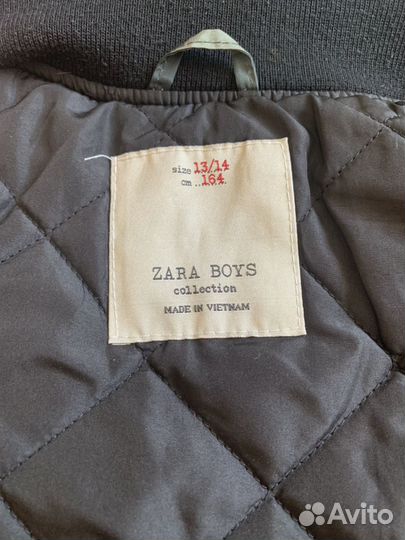 size 13/14
cm ..164
ZARA BOYS
collection
MADE IN VIETNAM
Avito